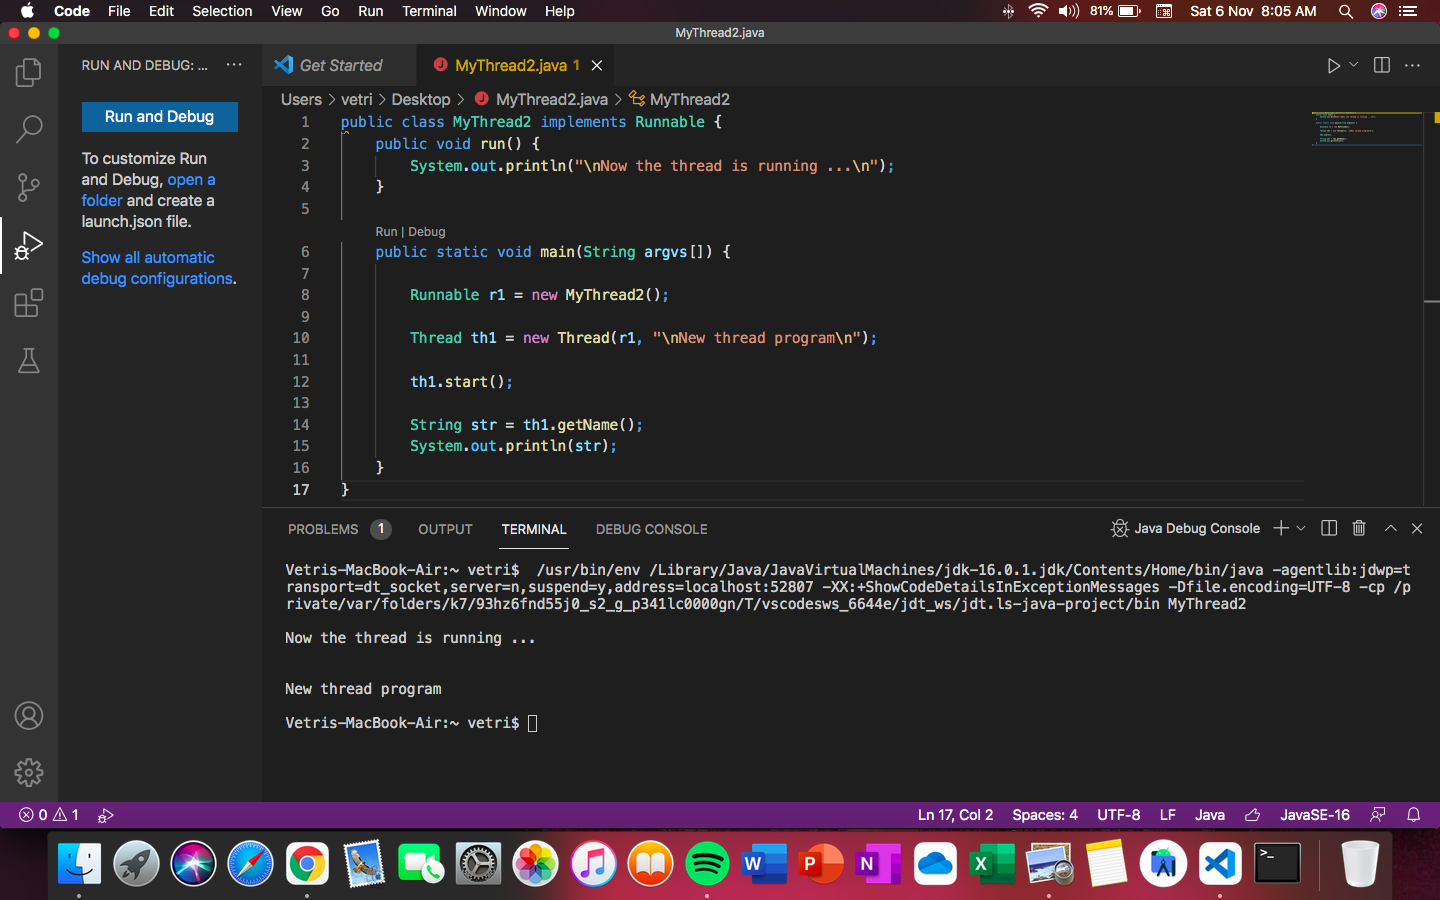 Code File Edit Selection View Go Run Terminal Window Help 81% Sat 6 Nov 8:05 AM
MyThread2.java
RUN AND DEBUG: ... ···
Get Started
MyThread2.java 1
Run and Debug
To customize Run
and Debug, open a
folder and create a
launch.json file.
Show all automatic
debug configurations.
Users > vetri > Desktop > MyThread2.java > MyThread2
1 public class MyThread2 implements Runnable {
2 public void run() {
3 System.out.println("\nNow the thread is running ...\n");
4 }
5
Run | Debug
6 public static void main(String argvs[]) {
7
8 Runnable r1 = new MyThread2();
9
10 Thread th1 = new Thread(r1, "\nNew thread program\n");
11
12 th1.start();
13
14 String str = th1.getName();
15 System.out.println(str);
16 }
17 }
PROBLEMS 1 OUTPUT TERMINAL DEBUG CONSOLE Java Debug Console
Vetris-MacBook-Air:~ vetri$ /usr/bin/env /Library/Java/JavaVirtualMachines/jdk-16.0.1.jdk/Contents/Home/bin/java -agentlib:jdwp=t
ransport=dt_socket,server=n,suspend=y,address=localhost:52807 -XX:+ShowCodeDetailsInExceptionMessages -Dfile.encoding=UTF-8 -cp /p
rivate/var/folders/k7/93hz6fnd55j0_s2_g_p341lc0000gn/T/vscodesws_6644e/jdt_ws/jdt.ls-java-project/bin MyThread2
Now the thread is running ...
New thread program
Vetris-MacBook-Air:~ vetri$
0 1 Ln 17, Col 2 Spaces: 4 UTF-8 LF Java JavaSE-16
W P N X A >_